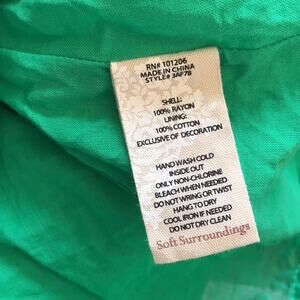 RN# 101206
MADE IN CHINA
STYLE# 3AF7B
SHELL:
100% RAYON
LINING:
100% COTTON
EXCLUSIVE OF DECORATION
HAND WASH COLD
INSIDE OUT
ONLY NON-CHLORINE
BLEACH WHEN NEEDED
DO NOT WRING OR TWIST
HANG TO DRY
COOL IRON IF NEEDED
DO NOT DRY CLEAN
Soft Surroundings